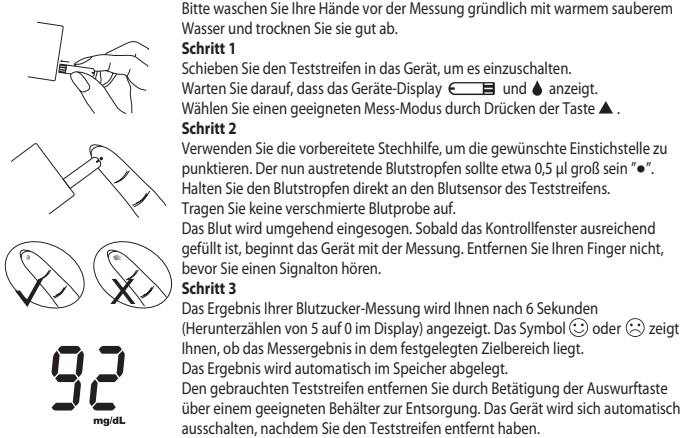 Bitte waschen Sie Ihre Hände vor der Messung gründlich mit warmem sauberem
Wasser und trocknen Sie sie gut ab.
Schritt 1
Schieben Sie den Teststreifen in das Gerät, um es einzuschalten.
Warten Sie darauf, dass das Geräte-Display und anzeigt.
Wählen Sie einen geeigneten Mess-Modus durch Drücken der Taste ▲ .
Schritt 2
Verwenden Sie die vorbereitete Stechhilfe, um die gewünschte Einstichstelle zu
punktieren. Der nun austretende Blutstropfen sollte etwa 0,5 µl groß sein "●".
Halten Sie den Blutstropfen direkt an den Blutsensor des Teststreifens.
Tragen Sie keine verschmierte Blutprobe auf.
Das Blut wird umgehend eingesogen. Sobald das Kontrollfenster ausreichend
gefüllt ist, beginnt das Gerät mit der Messung. Entfernen Sie Ihren Finger nicht,
bevor Sie einen Signalton hören.
Schritt 3
Das Ergebnis Ihrer Blutzucker-Messung wird Ihnen nach 6 Sekunden
(Herunterzählen von 5 auf 0 im Display) angezeigt. Das Symbol ☺ oder ☹ zeigt
Ihnen, ob das Messergebnis in dem festgelegten Zielbereich liegt.
Das Ergebnis wird automatisch im Speicher abgelegt.
Den gebrauchten Teststreifen entfernen Sie durch Betätigung der Auswurftaste
über einem geeigneten Behälter zur Entsorgung. Das Gerät wird sich automatisch
ausschalten, nachdem Sie den Teststreifen entfernt haben.
92
mg/dL